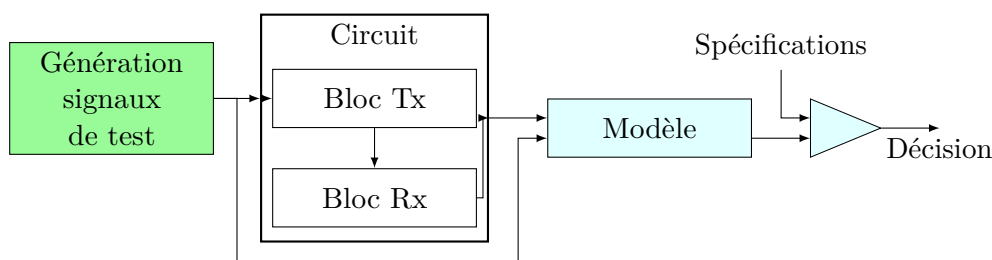 Génération
signaux
de test
Circuit
Bloc Tx
Bloc Rx
Modèle
Spécifications
Décision